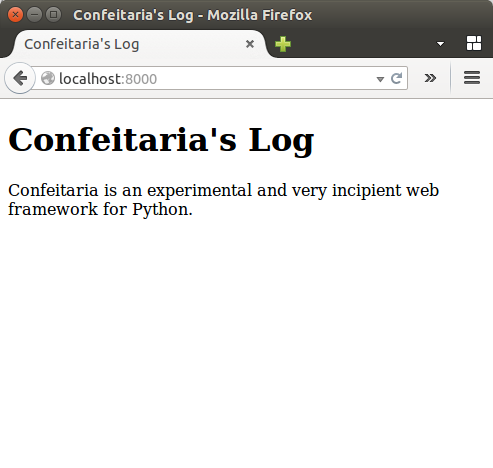 Confeitaria's Log - Mozilla Firefox
Confeitaria's Log
localhost:8000
Confeitaria's Log
Confeitaria is an experimental and very incipient web
framework for Python.